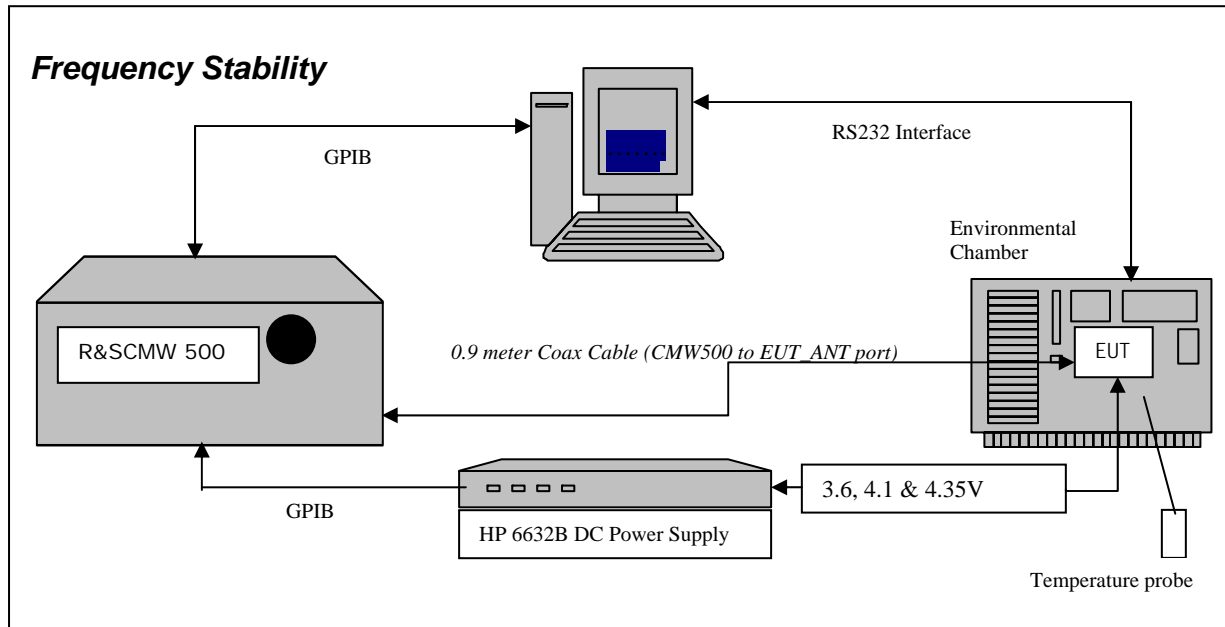 Frequency Stability
GPIB
RS232 Interface
Environmental
Chamber
R&SCMW 500
0.9 meter Coax Cable (CMW500 to EUT_ANT port)
EUT
3.6, 4.1 & 4.35V
GPIB
HP 6632B DC Power Supply
Temperature probe